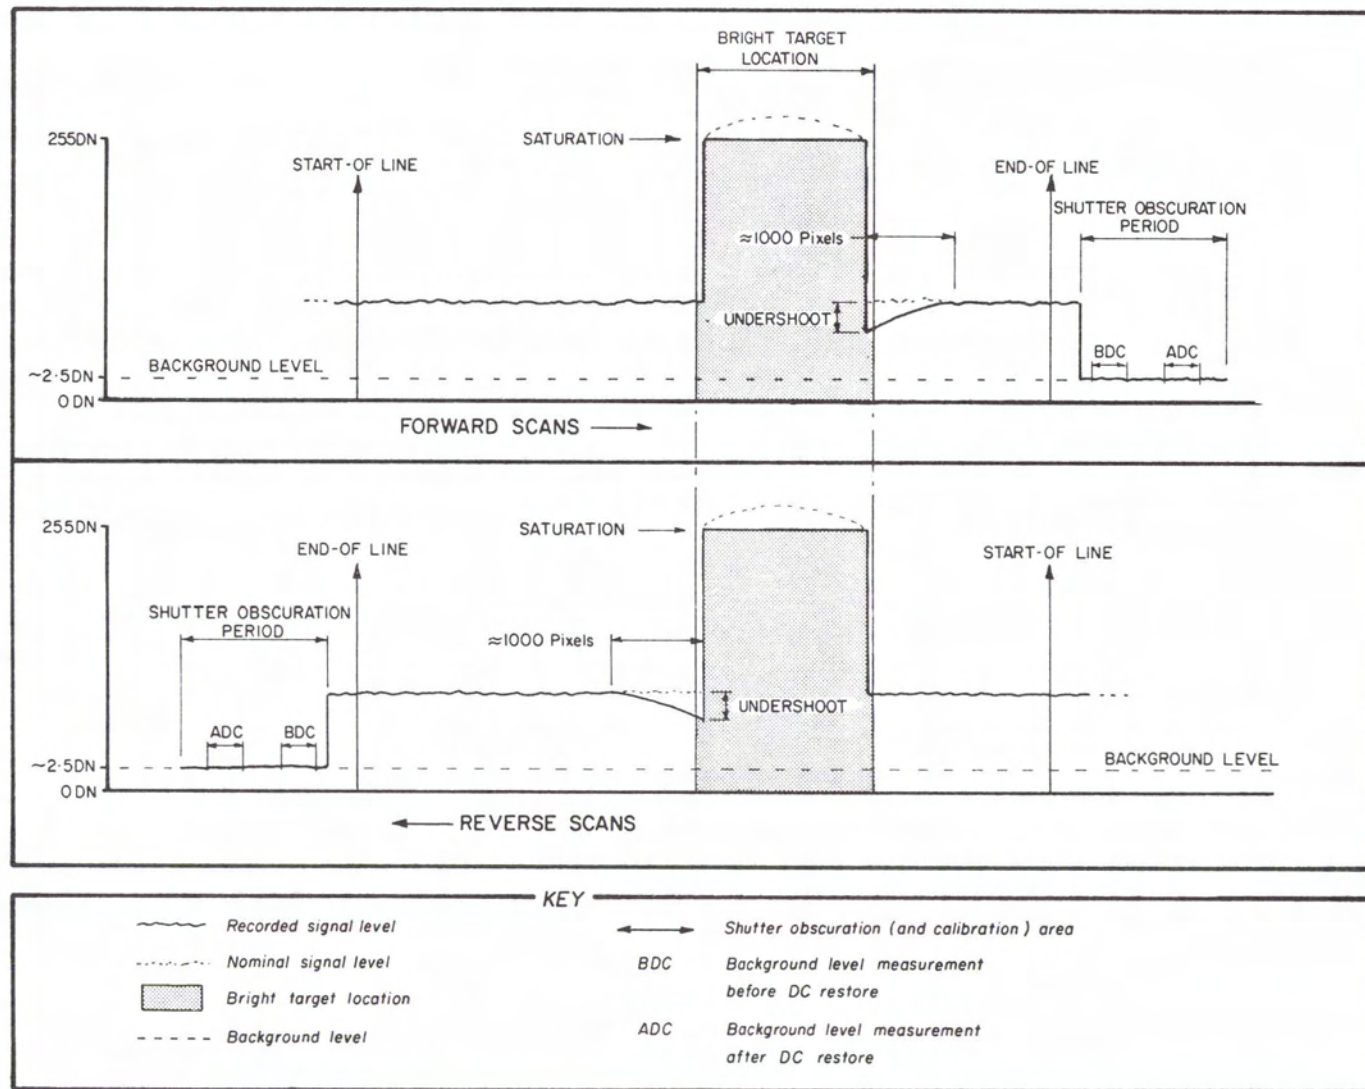 BRIGHT TARGET
LOCATION
255DN
SATURATION
START-OF LINE
END-OF LINE
SHUTTER OBSCURATION
PERIOD
≈1000 Pixels
UNDERSHOOT
BACKGROUND LEVEL
BDC
ADC
~2·5DN
0 DN
FORWARD SCANS
255DN
SATURATION
END-OF LINE
START-OF LINE
SHUTTER OBSCURATION
PERIOD
≈1000 Pixels
UNDERSHOOT
ADC
BDC
BACKGROUND LEVEL
~2·5DN
0 DN
REVERSE SCANS
KEY
Recorded signal level
Nominal signal level
Bright target location
Background level
Shutter obscuration (and calibration) area
BDC Background level measurement
before DC restore
ADC Background level measurement
after DC restore